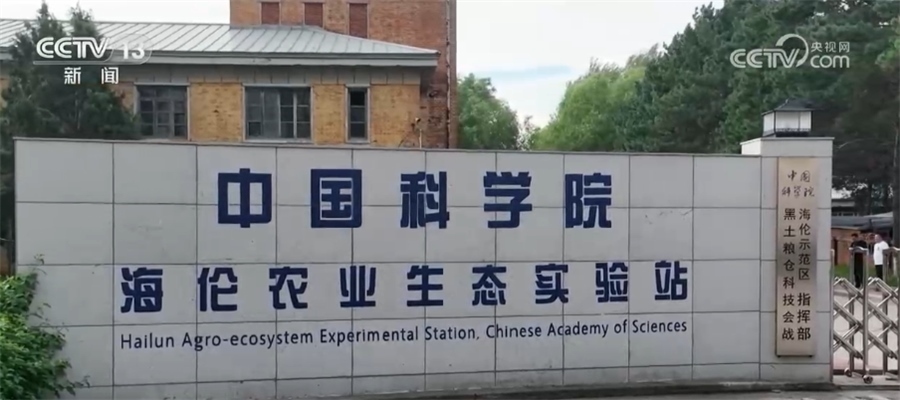 CCTV 13
新闻
CCTV 央视网
.com
中国科学院
海伦农业生态实验站
Hailun Agro-ecosystem Experimental Station, Chinese Academy of Sciences
中国
科学院
海伦示范区 指挥部
黑土粮仓科技会战